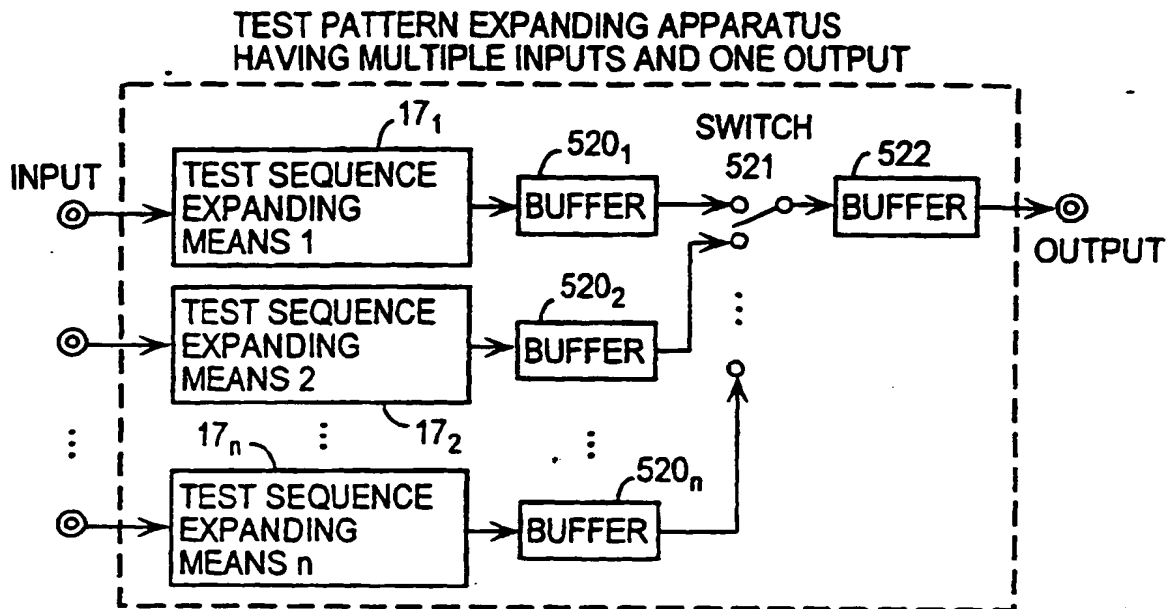 TEST PATTERN EXPANDING APPARATUS
HAVING MULTIPLE INPUTS AND ONE OUTPUT
INPUT
17₁
TEST SEQUENCE
EXPANDING
MEANS 1
520₁
BUFFER
SWITCH
521
522
BUFFER
OUTPUT
TEST SEQUENCE
EXPANDING
MEANS 2
17₂
520₂
BUFFER
17ₙ
TEST SEQUENCE
EXPANDING
MEANS n
520ₙ
BUFFER